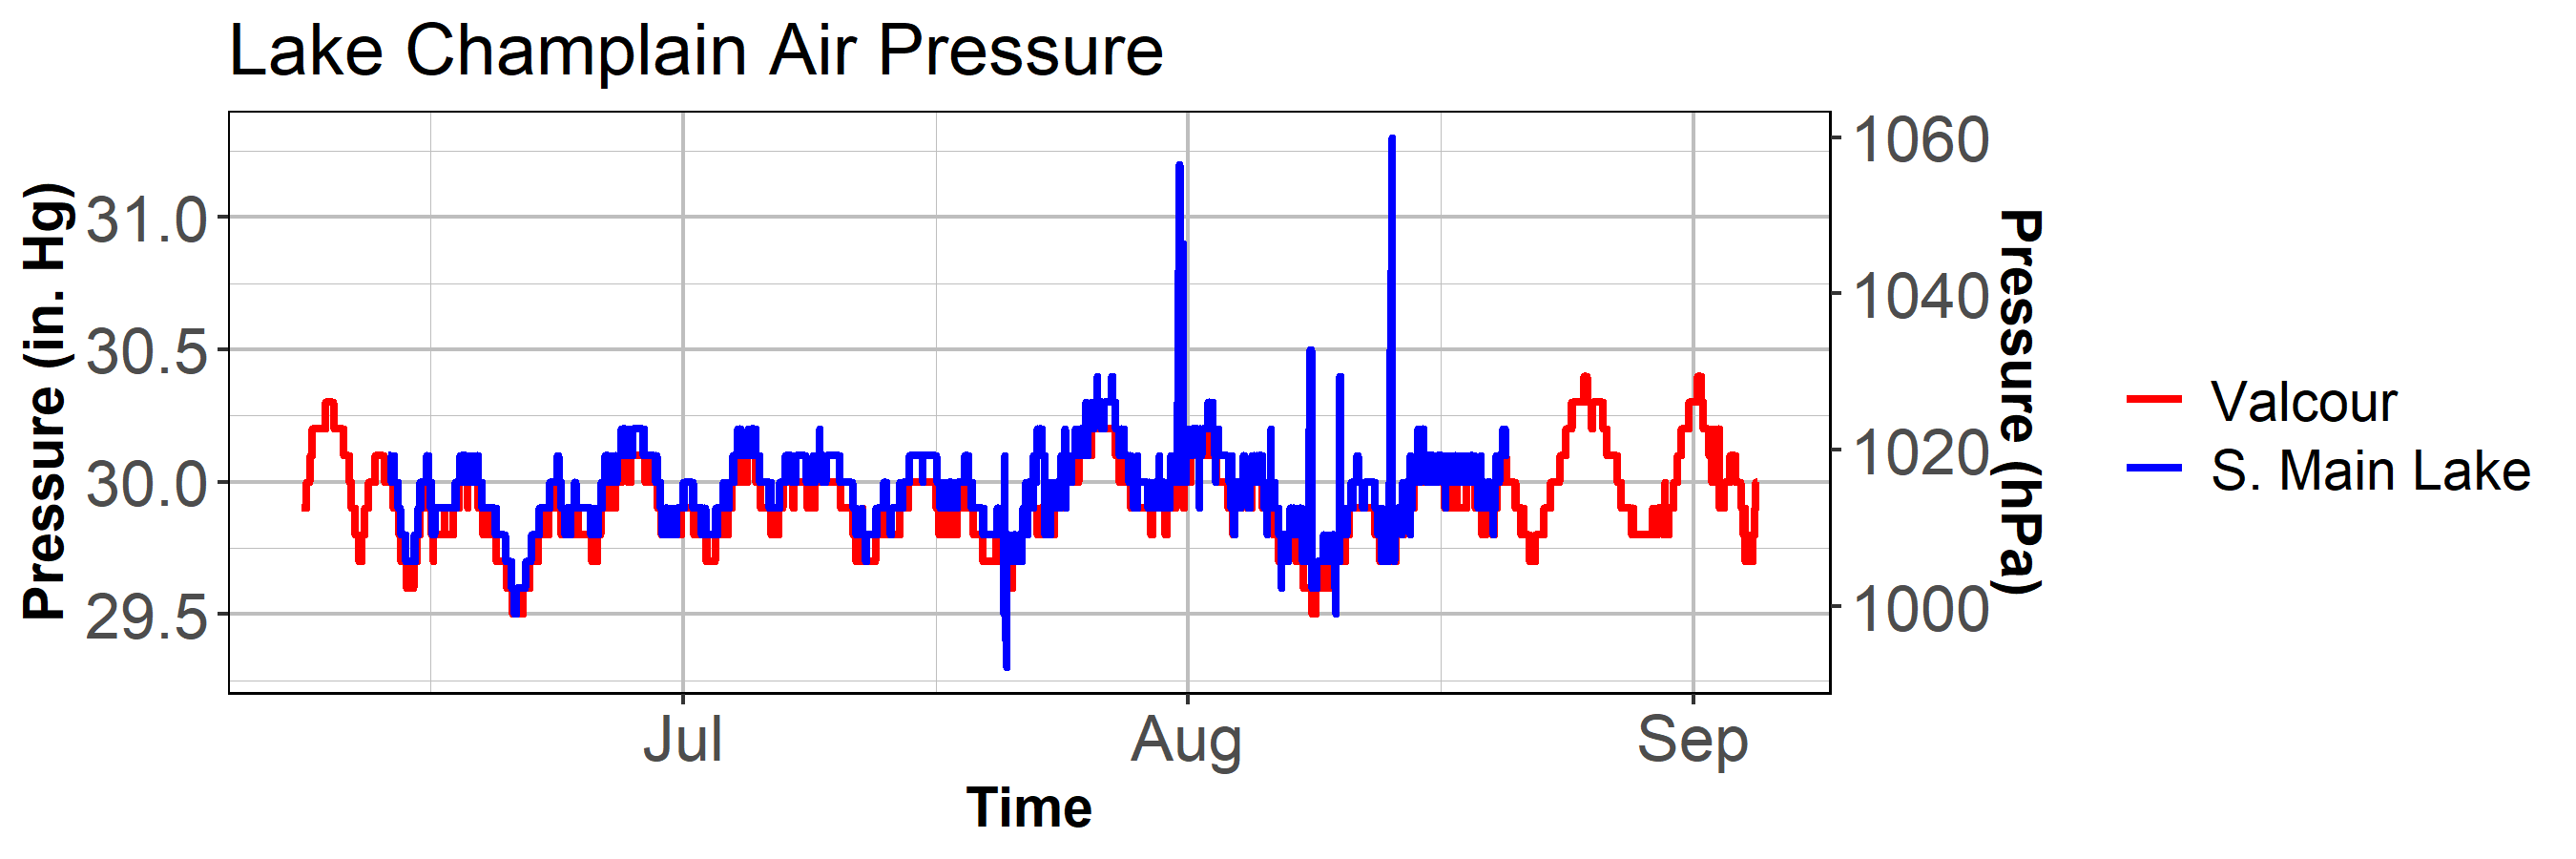 Lake Champlain Air Pressure
Pressure (in. Hg)
31.0
30.5
30.0
29.5
1060
1040
1020
1000
Pressure (hPa)
Jul Aug Sep
Time
Valcour
S. Main Lake